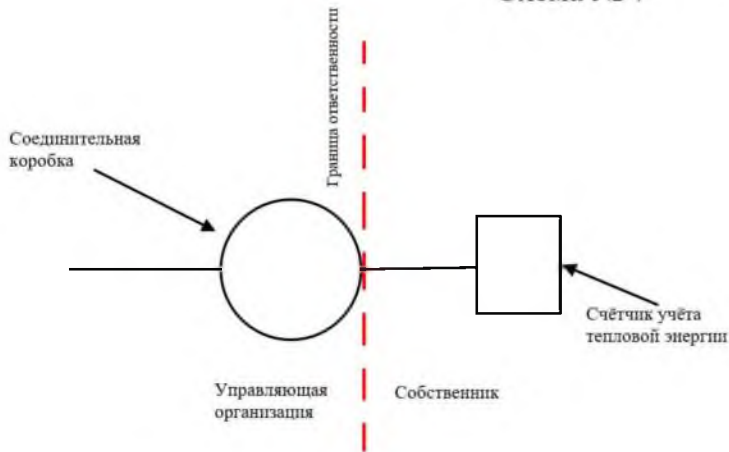 Граница ответственности
Соединительная
коробка
Счётчик учёта
тепловой энергии
Управляющая
организация
Собственник